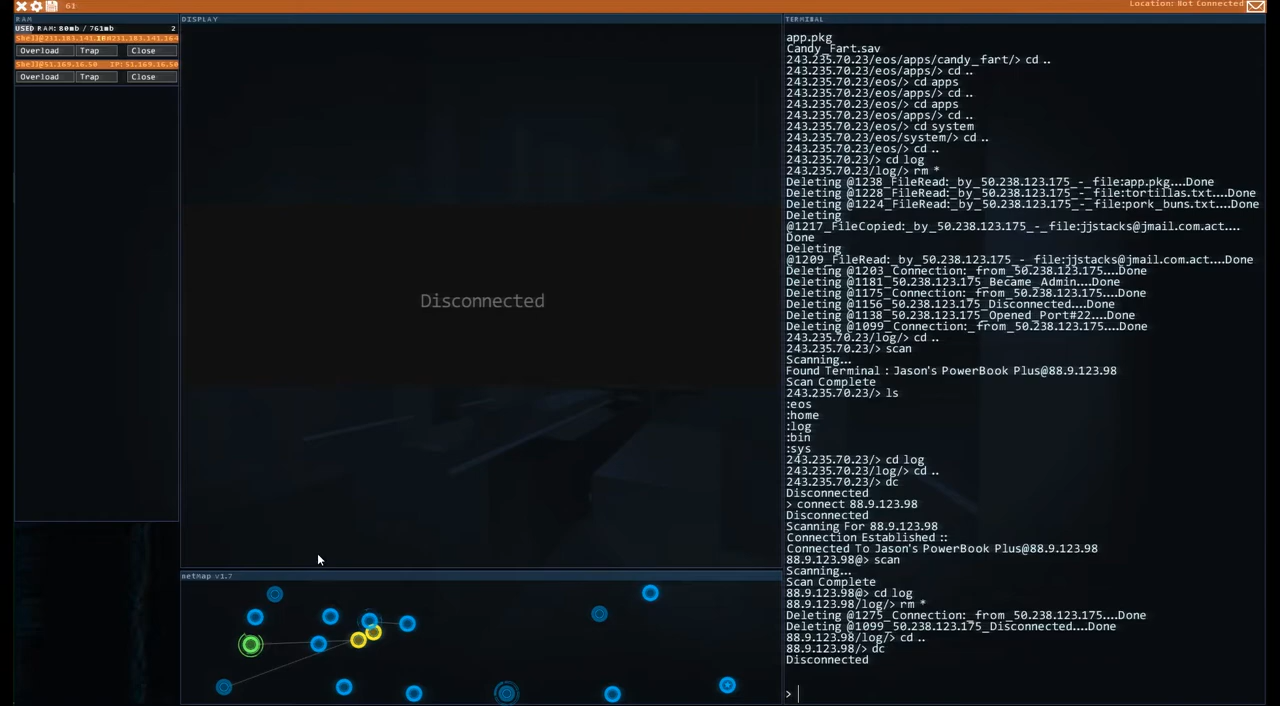 61
Location: Not Connected
RAM
USED RAM: 80mb / 761mb 2
Overload Trap Close
Shell@51.169.16.50 IP: 51.169.16.50
Overload Trap Close
DISPLAY
Disconnected
netMap v1.7
TERMINAL
app.pkg
Candy_Fart.sav
243.235.70.23/eos/apps/candy_fart/> cd ..
243.235.70.23/eos/apps/> cd ..
243.235.70.23/eos/> cd apps
243.235.70.23/eos/apps/> cd ..
243.235.70.23/eos/> cd apps
243.235.70.23/eos/apps/> cd ..
243.235.70.23/eos/> cd system
243.235.70.23/eos/system/> cd ..
243.235.70.23/eos/> cd ..
243.235.70.23/> cd log
243.235.70.23/log/> rm *
Deleting @1238_FileRead:_by_50.238.123.175_-_file:app.pkg....Done
Deleting @1228_FileRead:_by_50.238.123.175_-_file:tortillas.txt....Done
Deleting @1224_FileRead:_by_50.238.123.175_-_file:pork_buns.txt....Done
Deleting
@1217_FileCopied:_by_50.238.123.175_-_file:jjstacks@jmail.com.act....
Done
Deleting
@1209_FileRead:_by_50.238.123.175_-_file:jjstacks@jmail.com.act....Done
Deleting @1203_Connection:_from_50.238.123.175....Done
Deleting @1181_50.238.123.175_Became_Admin....Done
Deleting @1175_Connection:_from_50.238.123.175....Done
Deleting @1156_50.238.123.175_Disconnected....Done
Deleting @1138_50.238.123.175_Opened_Port#22....Done
Deleting @1099_Connection:_from_50.238.123.175....Done
243.235.70.23/log/> cd ..
243.235.70.23/> scan
Scanning...
Found Terminal : Jason's PowerBook Plus@88.9.123.98
Scan Complete
243.235.70.23/> ls
:eos
:home
:log
:bin
:sys
243.235.70.23/> cd log
243.235.70.23/log/> cd ..
243.235.70.23/> dc
Disconnected
> connect 88.9.123.98
Disconnected
Scanning For 88.9.123.98
Connection Established ::
Connected To Jason's PowerBook Plus@88.9.123.98
88.9.123.98@> scan
Scanning...
Scan Complete
88.9.123.98@> cd log
88.9.123.98/log/> rm *
Deleting @1275_Connection:_from_50.238.123.175....Done
Deleting @1099_50.238.123.175_Disconnected....Done
88.9.123.98/log/> cd ..
88.9.123.98/> dc
Disconnected
>